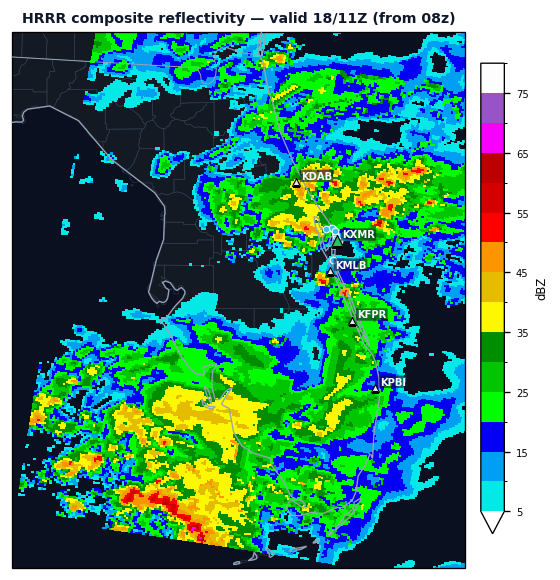 HRRR composite reflectivity — valid 18/11Z (from 08z)
75
65
55
45
35
25
15
5
dBZ
KDAB
KXMR
KMLB
KFPR
KPBI